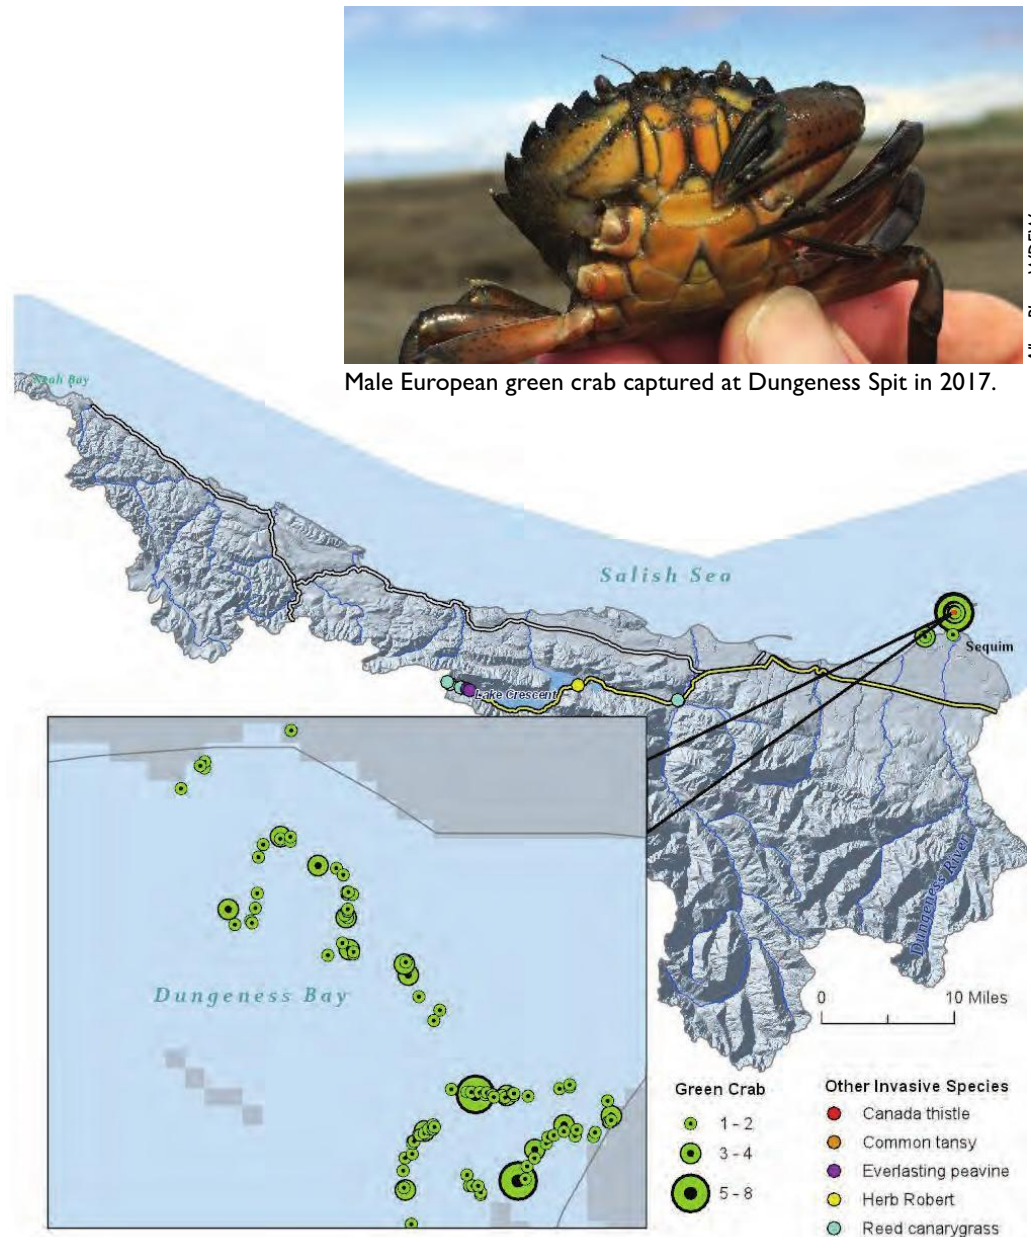 Male European green crab captured at Dungeness Spit in 2017.
Neah Bay
Salish Sea
Sequim
Lake Crescent
Dungeness River
Dungeness Bay
0 10 Miles
Green Crab
1 - 2
3 - 4
5 - 8
Other Invasive Species
Canada thistle
Common tansy
Everlasting peavine
Herb Robert
Reed canarygrass